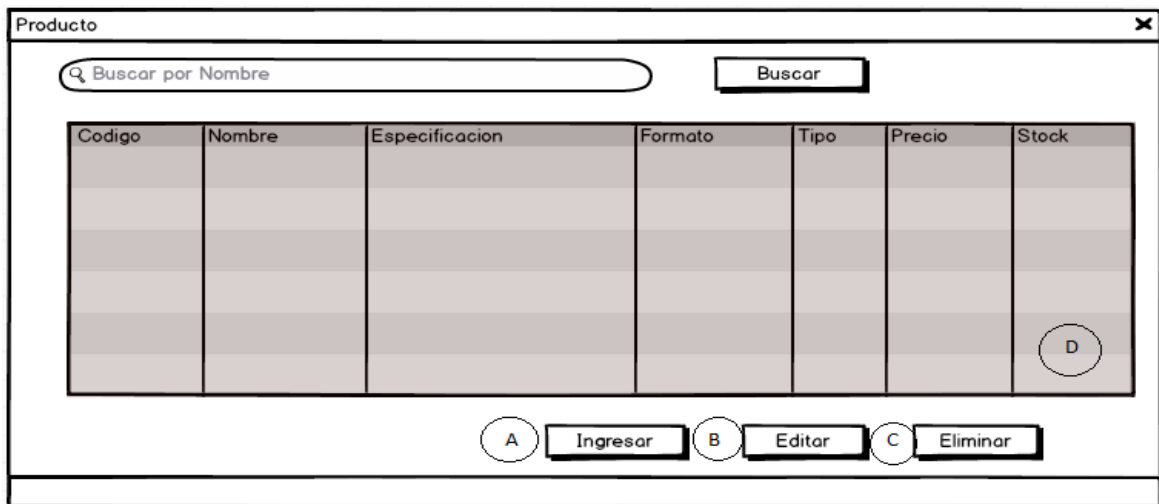 Producto
Buscar por Nombre Buscar
Codigo Nombre Especificacion Formato Tipo Precio Stock
D
A Ingresar B Editar C Eliminar